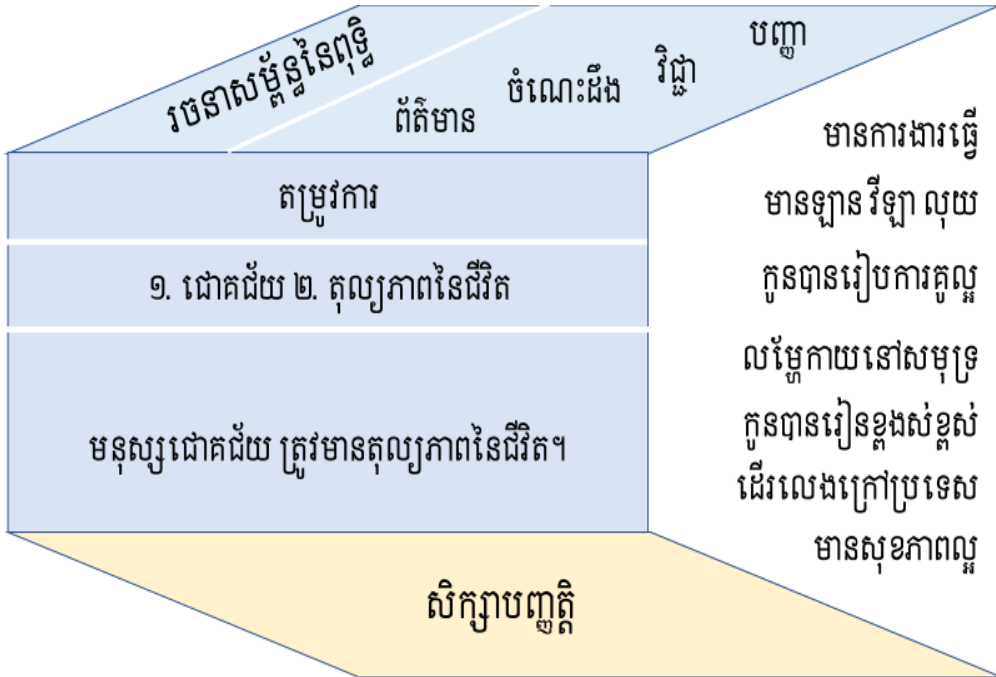 រចនាសម្ព័ន្ធនៃពុទ្ធិ
ព័ត៌មាន
ចំណេះដឹង
វិជ្ជា
បញ្ញា
តម្រូវការ
១. ជោគជ័យ ២. តុល្យភាពនៃជីវិត
មនុស្សជោគជ័យ ត្រូវមានតុល្យភាពនៃជីវិត។
មានការងារធ្វើ
មានឡាន វីឡា លុយ
កូនបានរៀបការគូល្អ
លម្ហែកាយនៅសមុទ្រ
កូនបានរៀនខ្ពង់ស់ខ្ពស់
ដើរលេងក្រៅប្រទេស
មានសុខភាពល្អ
សិក្សាបញ្ញត្តិ